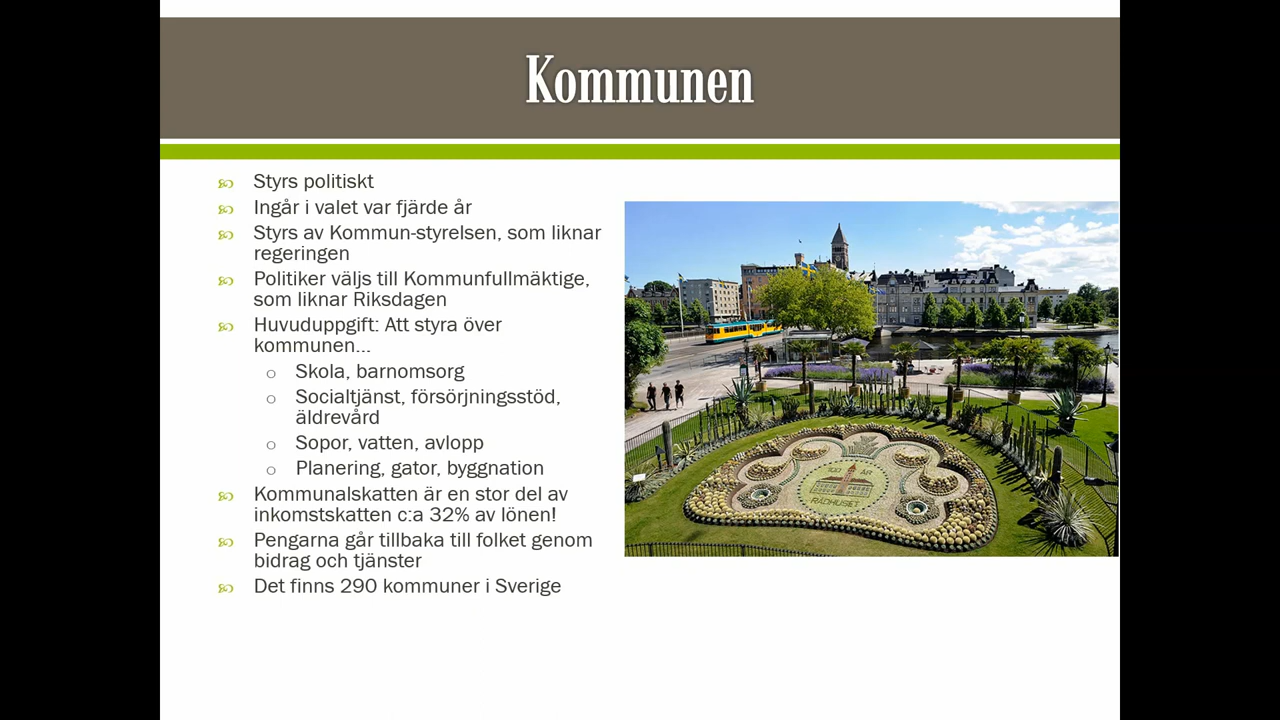 Kommunen
Styrs politiskt
Ingår i valet var fjärde år
Styrs av Kommun-styrelsen, som liknar
regeringen
Politiker väljs till Kommunfullmäktige,
som liknar Riksdagen
Huvuduppgift: Att styra över
kommunen...
Skola, barnomsorg
Socialtjänst, försörjningsstöd,
äldrevård
Sopor, vatten, avlopp
Planering, gator, byggnation
Kommunalskatten är en stor del av
inkomstskatten c:a 32% av lönen!
Pengarna går tillbaka till folket genom
bidrag och tjänster
Det finns 290 kommuner i Sverige
100 ÅR
RÅDHUSET